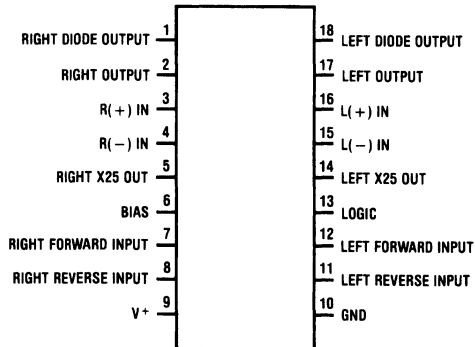 RIGHT DIODE OUTPUT 1 18 LEFT DIODE OUTPUT
RIGHT OUTPUT 2 17 LEFT OUTPUT
R(+) IN 3 16 L(+) IN
R(−) IN 4 15 L(−) IN
RIGHT X25 OUT 5 14 LEFT X25 OUT
BIAS 6 13 LOGIC
RIGHT FORWARD INPUT 7 12 LEFT FORWARD INPUT
RIGHT REVERSE INPUT 8 11 LEFT REVERSE INPUT
V+ 9 10 GND